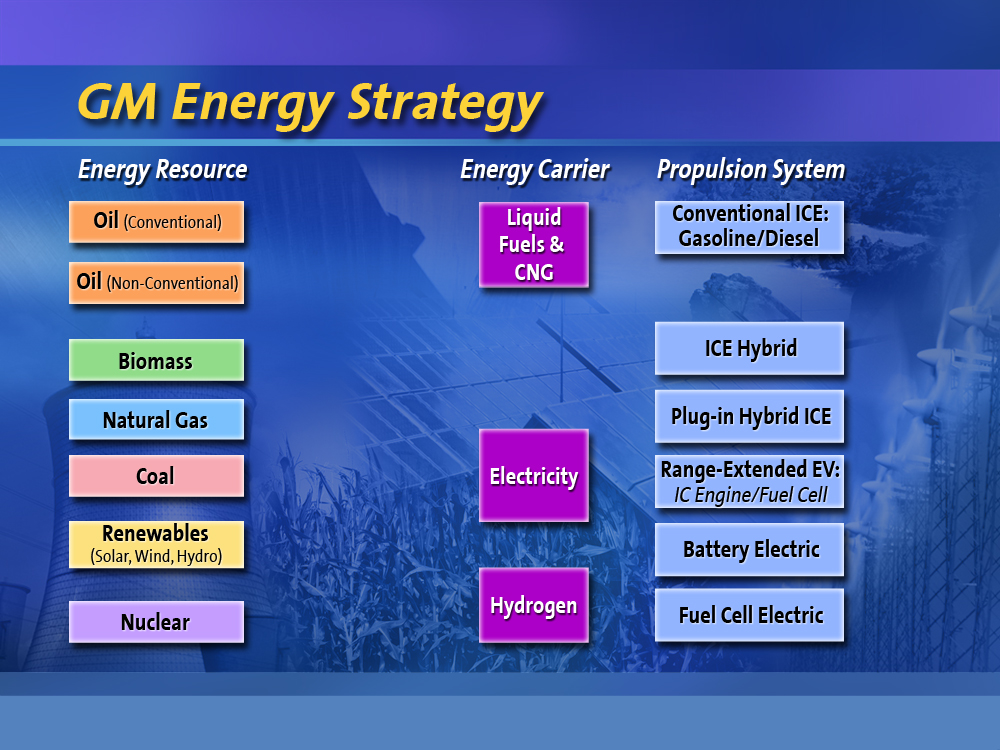 GM Energy Strategy
Energy Resource
Oil (Conventional)
Oil (Non-Conventional)
Biomass
Natural Gas
Coal
Renewables
(Solar, Wind, Hydro)
Nuclear
Energy Carrier
Liquid
Fuels &
CNG
Electricity
Hydrogen
Propulsion System
Conventional ICE:
Gasoline/Diesel
ICE Hybrid
Plug-in Hybrid ICE
Range-Extended EV:
IC Engine/Fuel Cell
Battery Electric
Fuel Cell Electric